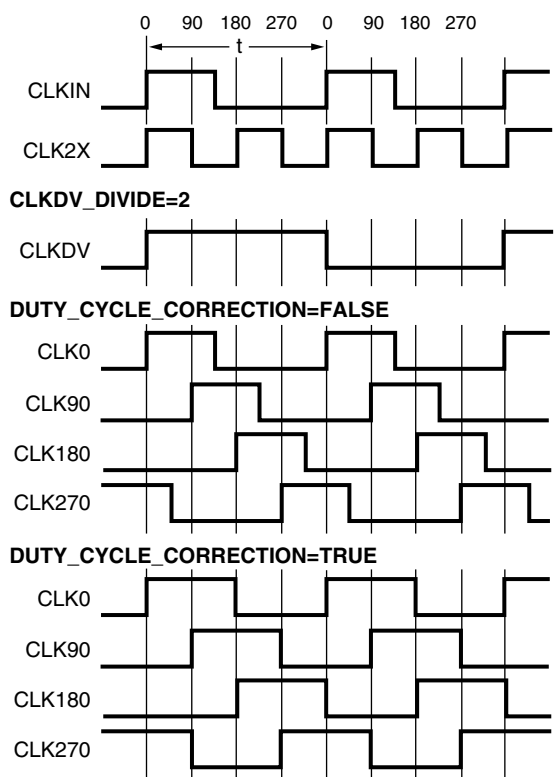 0 90 180 270 0 90 180 270
t
CLKIN
CLK2X
CLKDV_DIVIDE=2
CLKDV
DUTY_CYCLE_CORRECTION=FALSE
CLK0
CLK90
CLK180
CLK270
DUTY_CYCLE_CORRECTION=TRUE
CLK0
CLK90
CLK180
CLK270